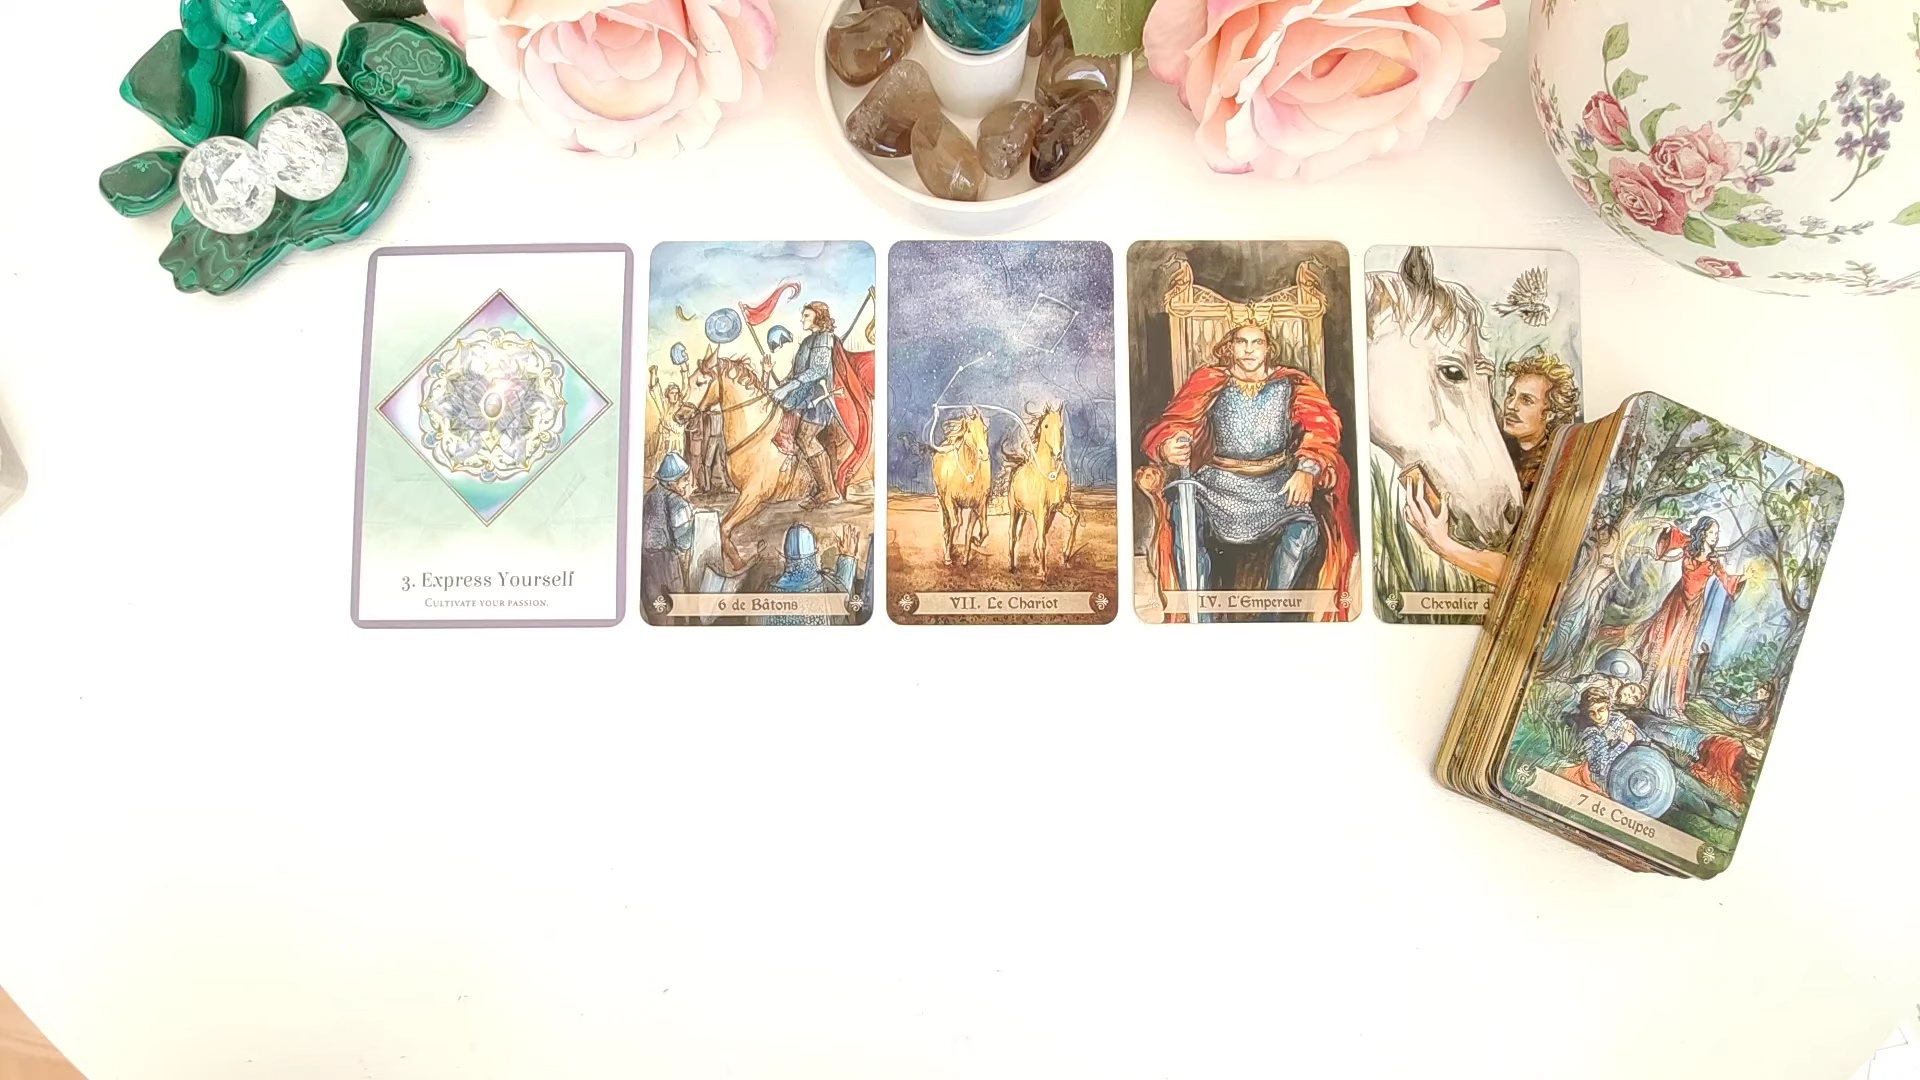 3. Express Yourself
CULTIVATE YOUR PASSION.
6 de Bâtons
VII. Le Chariot
IV. L'Empereur
Chevalier
7 de Coupes